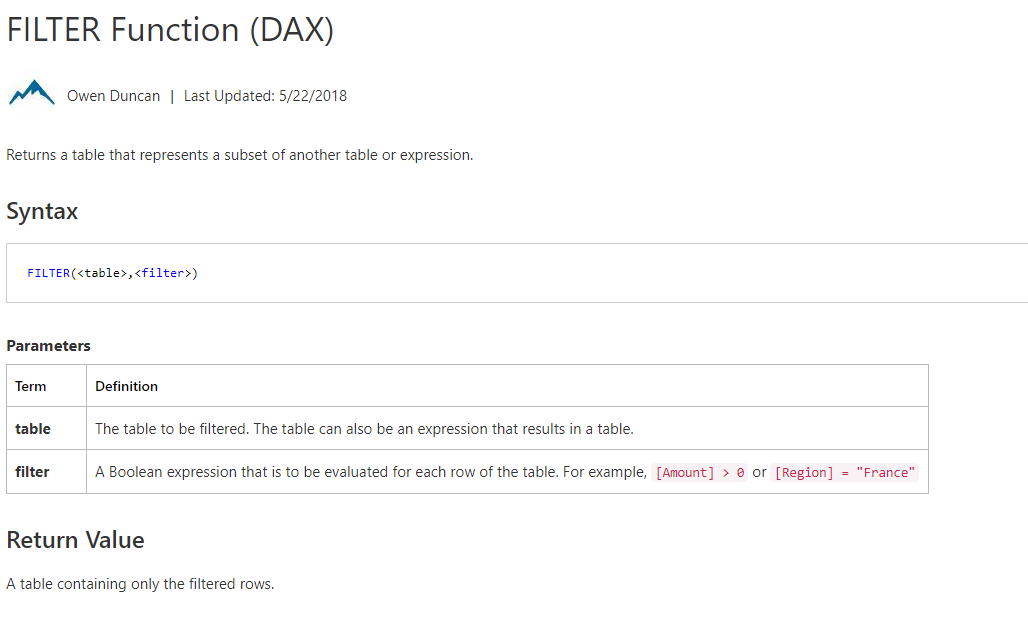 FILTER Function (DAX)
Owen Duncan | Last Updated: 5/22/2018
Returns a table that represents a subset of another table or expression.
Syntax
FILTER(<table>,<filter>)
Parameters
Term Definition
table The table to be filtered. The table can also be an expression that results in a table.
filter A Boolean expression that is to be evaluated for each row of the table. For example, [Amount] > 0 or [Region] = "France"
Return Value
A table containing only the filtered rows.